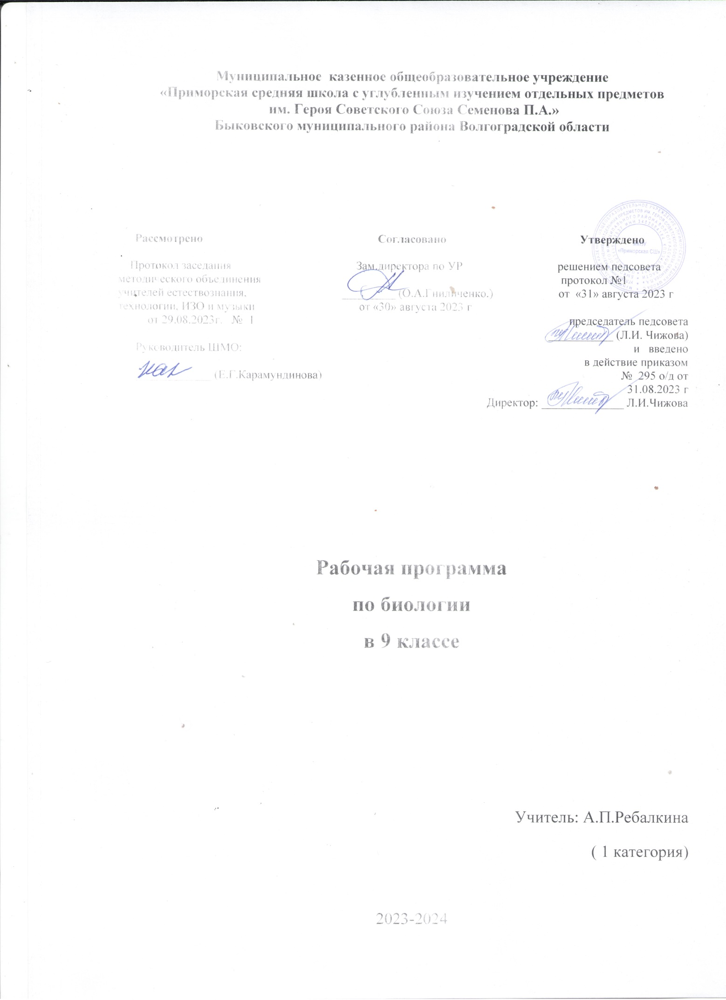 Муниципальное казенное общеобразовательное учреждение
«Приморская средняя школа с углубленным изучением отдельных предметов
им. Героя Советского Союза Семенова П.А.»
Быковского муниципального района Волгоградской области
Рассмотрено
Протокол заседания
методического объединения
учителей естествознания,
технологии, ИЗО и музыки
от 29.08.2023г. № 1
Руководитель ШМО:
____________ (Е.Г.Карамундинова)
Согласовано
Зам.директора по УР
_________ (О.А.Гниличенко.)
от «30» августа 2023 г
Утверждено
решением педсовета
протокол №1
от «31» августа 2023 г
председатель педсовета
___________ (Л.И. Чижова)
и введено
в действие приказом
№ 295 о/д от
31.08.2023 г
Директор: ______________ Л.И.Чижова
МКОУ
«Приморская СШ»
Рабочая программа
по биологии
в 9 классе
Учитель: А.П.Ребалкина
( 1 категория)
2023-2024